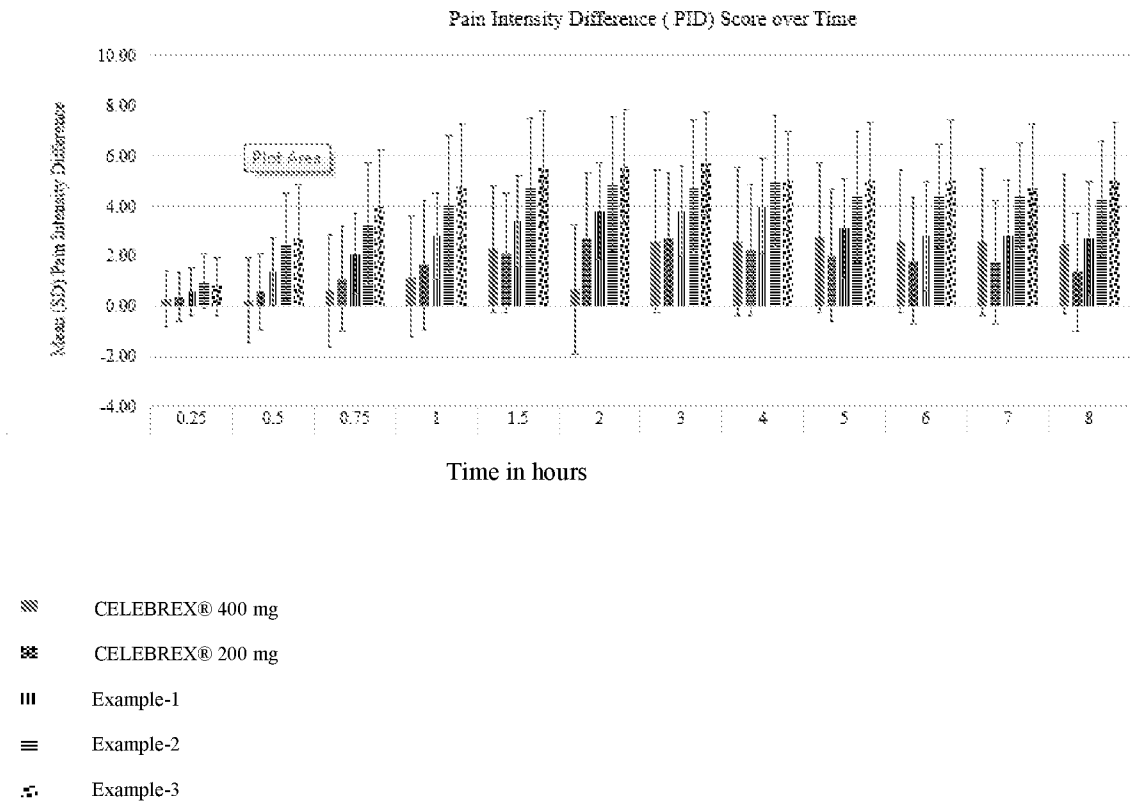 Pain Intensity Difference ( PID) Score over Time
Mean (SD) Pain Intensity Difference
10.00
8.00
6.00
4.00
2.00
0.00
-2.00
-4.00
Plot Area
0.25 0.5 0.75 1 1.5 2 3 4 5 6 7 8
Time in hours
CELEBREX® 400 mg
CELEBREX® 200 mg
Example-1
Example-2
Example-3